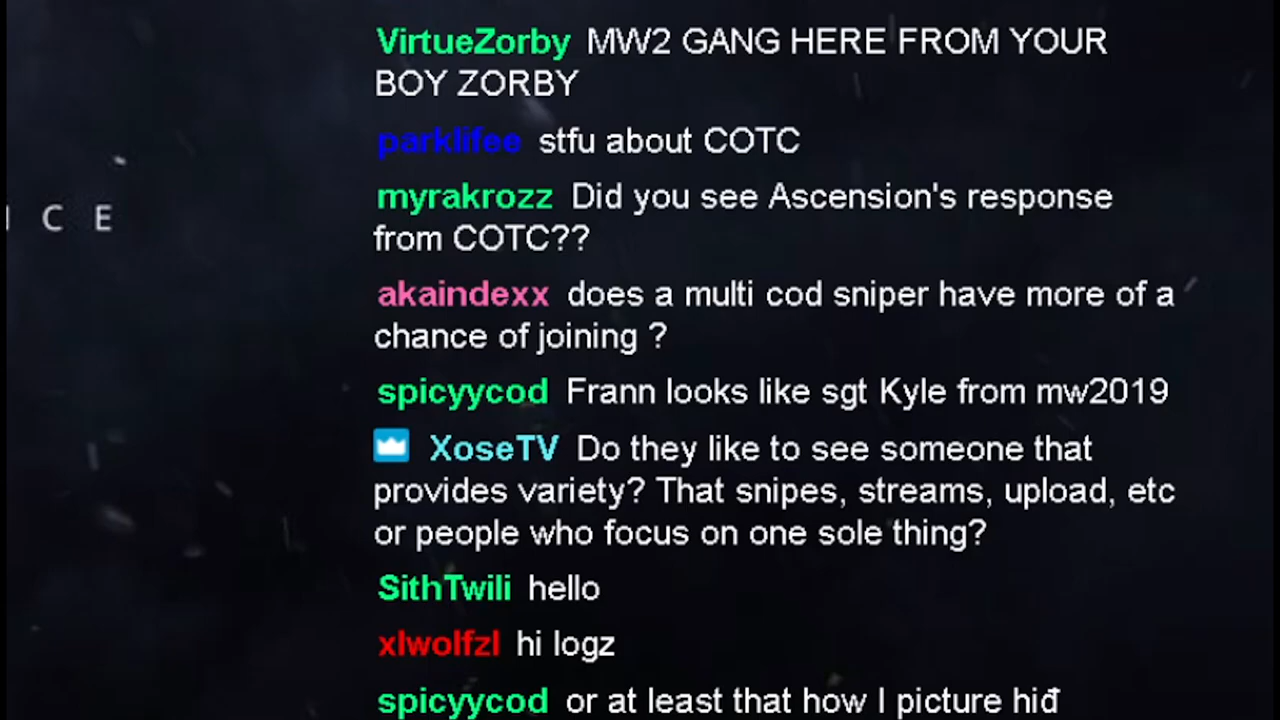 VirtueZorby MW2 GANG HERE FROM YOUR
BOY ZORBY
parklifee stfu about COTC
myrakrozz Did you see Ascension's response
from COTC??
I C E
akaindexx does a multi cod sniper have more of a
chance of joining ?
spicyycod Frann looks like sgt Kyle from mw2019
XoseTV Do they like to see someone that
provides variety? That snipes, streams, upload, etc
or people who focus on one sole thing?
SithTwili hello
xlwolfzl hi logz
spicyycod or at least that how I picture